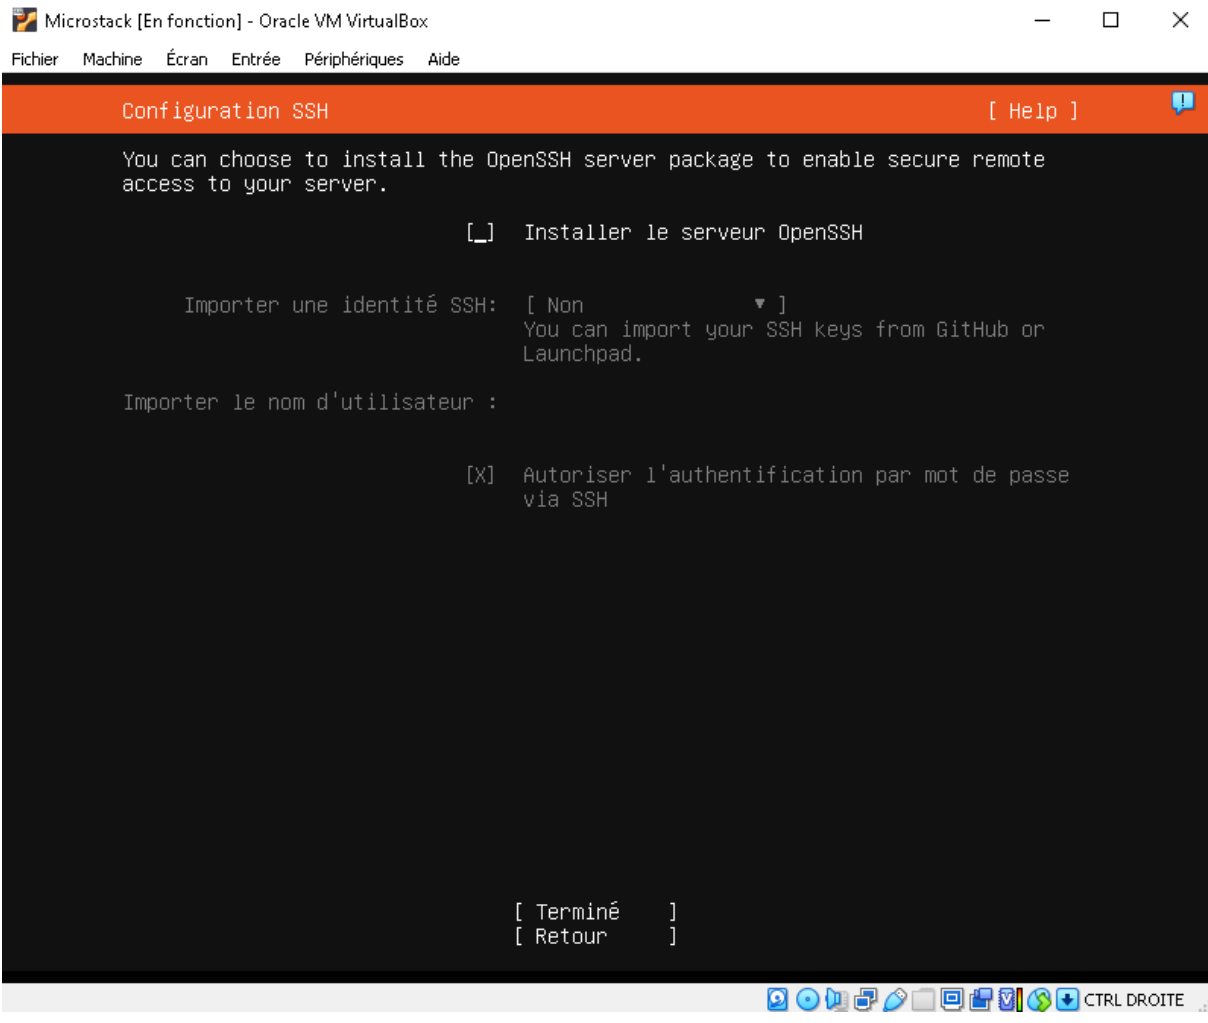 Microstack [En fonction] - Oracle VM VirtualBox
Fichier Machine Écran Entrée Périphériques Aide
Configuration SSH [ Help ]
You can choose to install the OpenSSH server package to enable secure remote
access to your server.
[_] Installer le serveur OpenSSH
Importer une identité SSH: [ Non ▾ ]
You can import your SSH keys from GitHub or
Launchpad.
Importer le nom d'utilisateur :
[X] Autoriser l'authentification par mot de passe
via SSH
[ Terminé ]
[ Retour ]
CTRL DROITE